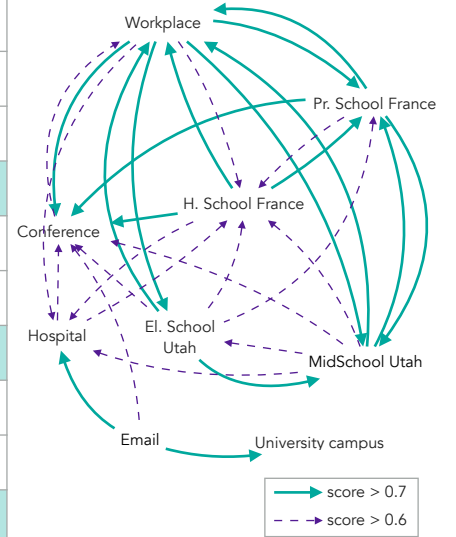 Workplace
Pr. School France
H. School France
Conference
El. School
Utah
Hospital
MidSchool Utah
Email
University campus
score > 0.7
score > 0.6